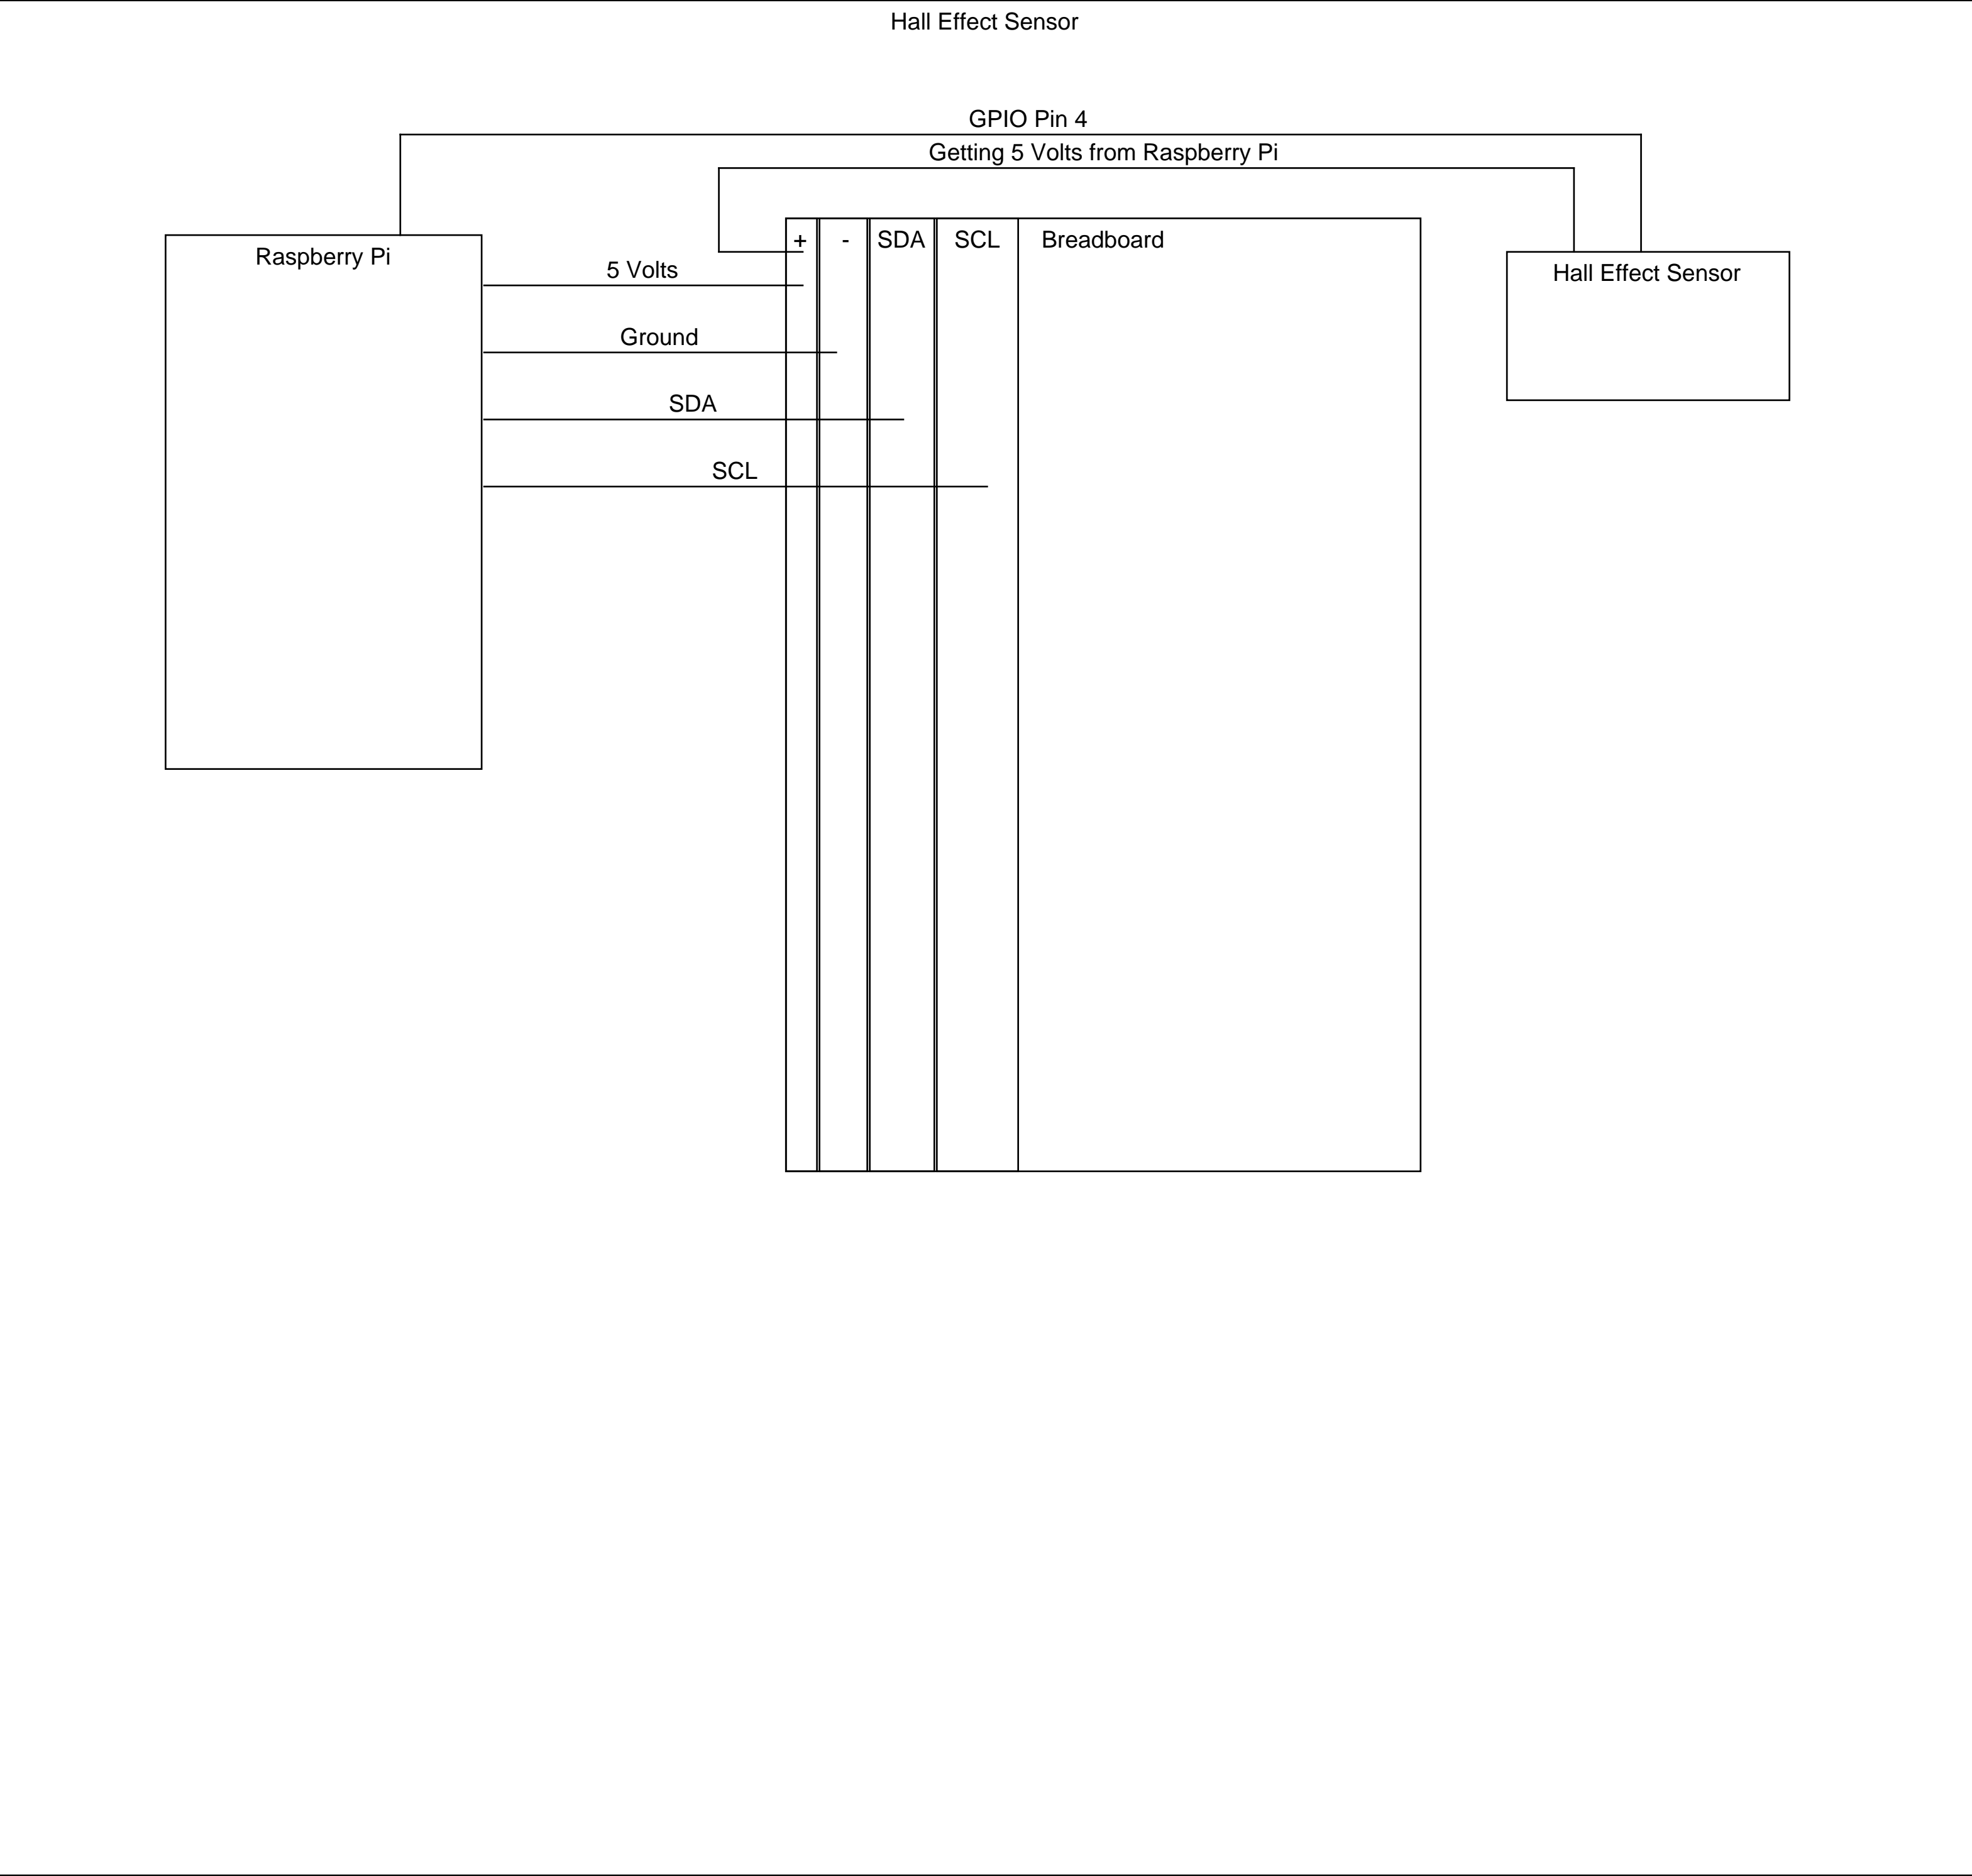 Hall Effect Sensor
GPIO Pin 4
Getting 5 Volts from Raspberry Pi
+
-
SDA
SCL
Breadboard
Raspberry Pi
5 Volts
Hall Effect Sensor
Ground
SDA
SCL